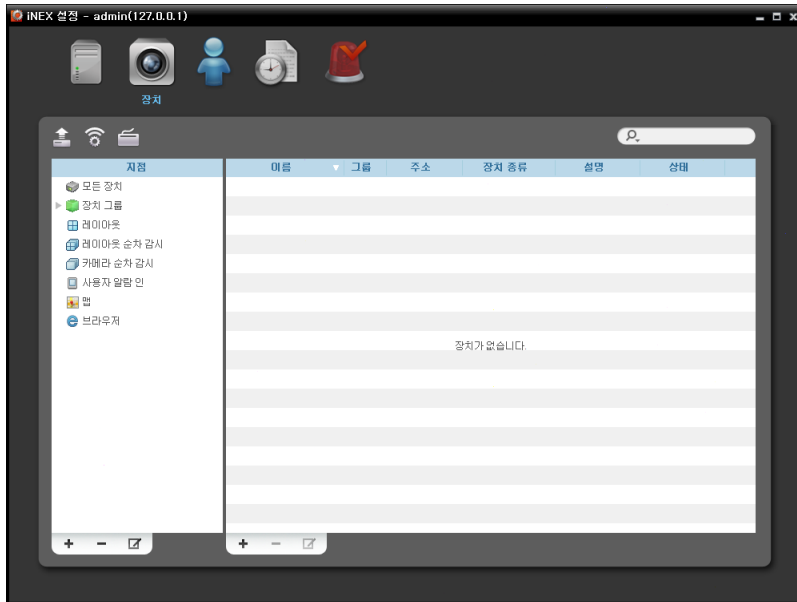 iNEX 설정 - admin(127.0.0.1)
장치
지점
이름 그룹 주소 장치 종류 설명 상태
모든 장치
장치 그룹
레이아웃
레이아웃 순차 감시
카메라 순차 감시
사용자 알람 인
맵
브라우저
장치가 없습니다.